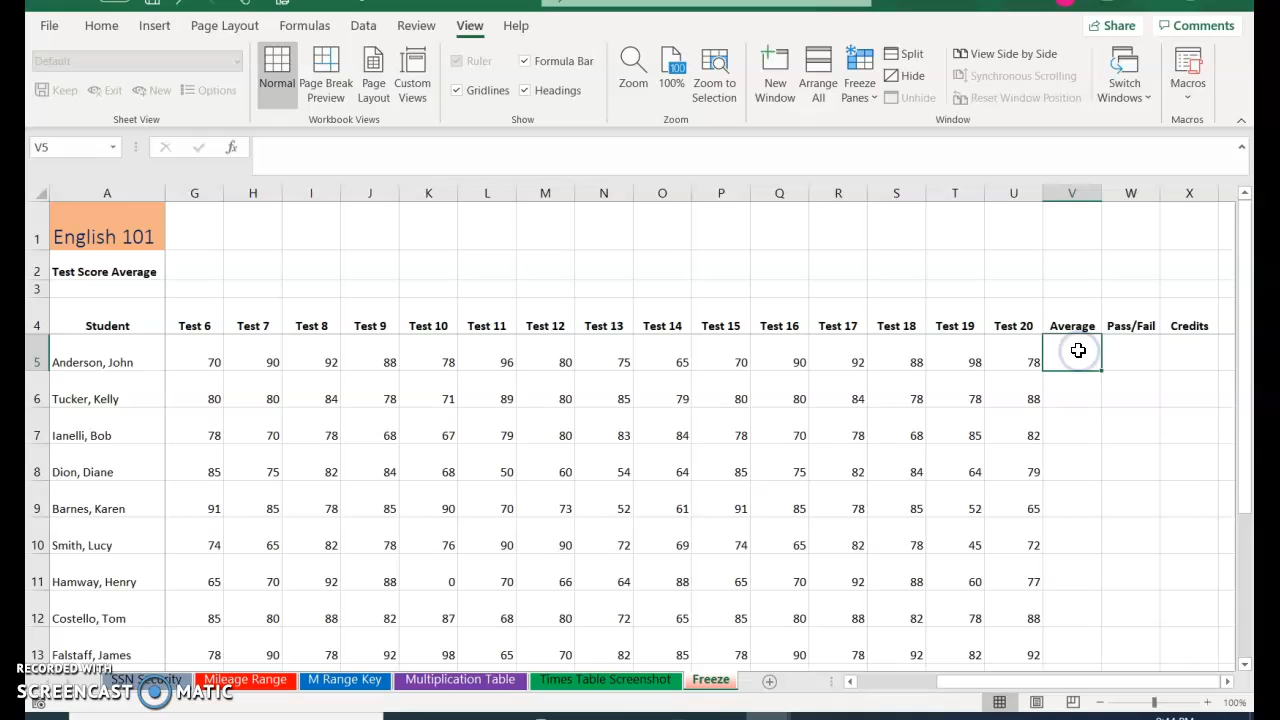 File Home Insert Page Layout Formulas Data Review View Help Share Comments
Default
Keep Exit New Options
Sheet View
Normal Page Break Preview Page Layout Custom Views
Workbook Views
Ruler Formula Bar
Gridlines Headings
Show
Zoom 100% Zoom to Selection
Zoom
New Window Arrange All Freeze Panes
Split
Hide
Unhide
View Side by Side
Synchronous Scrolling
Reset Window Position
Switch Windows
Window
Macros
Macros
V5 fx
A G H I J K L M N O P Q R S T U V W X
1 English 101
2 Test Score Average
3
4 Student Test 6 Test 7 Test 8 Test 9 Test 10 Test 11 Test 12 Test 13 Test 14 Test 15 Test 16 Test 17 Test 18 Test 19 Test 20 Average Pass/Fail Credits
5 Anderson, John 70 90 92 88 78 96 80 75 65 70 90 92 88 98 78
6 Tucker, Kelly 80 80 84 78 71 89 80 85 79 80 80 84 78 78 88
7 Ianelli, Bob 78 70 78 68 67 79 80 83 84 78 70 78 68 85 82
8 Dion, Diane 85 75 82 84 68 50 60 54 64 85 75 82 84 64 79
9 Barnes, Karen 91 85 78 85 90 70 73 52 61 91 85 78 85 52 65
10 Smith, Lucy 74 65 82 78 76 90 90 72 69 74 65 82 78 45 72
11 Hamway, Henry 65 70 92 88 0 70 66 64 88 65 70 92 88 60 77
12 Costello, Tom 85 80 88 82 87 68 80 72 65 85 80 88 82 78 88
13 Falstaff, James 78 90 78 92 98 65 70 82 85 78 90 78 92 82 92
RECORDED WITH
SCREENCAST MATIC
SSN Security Mileage Range M Range Key Multiplication Table Times Table Screenshot Freeze
100%